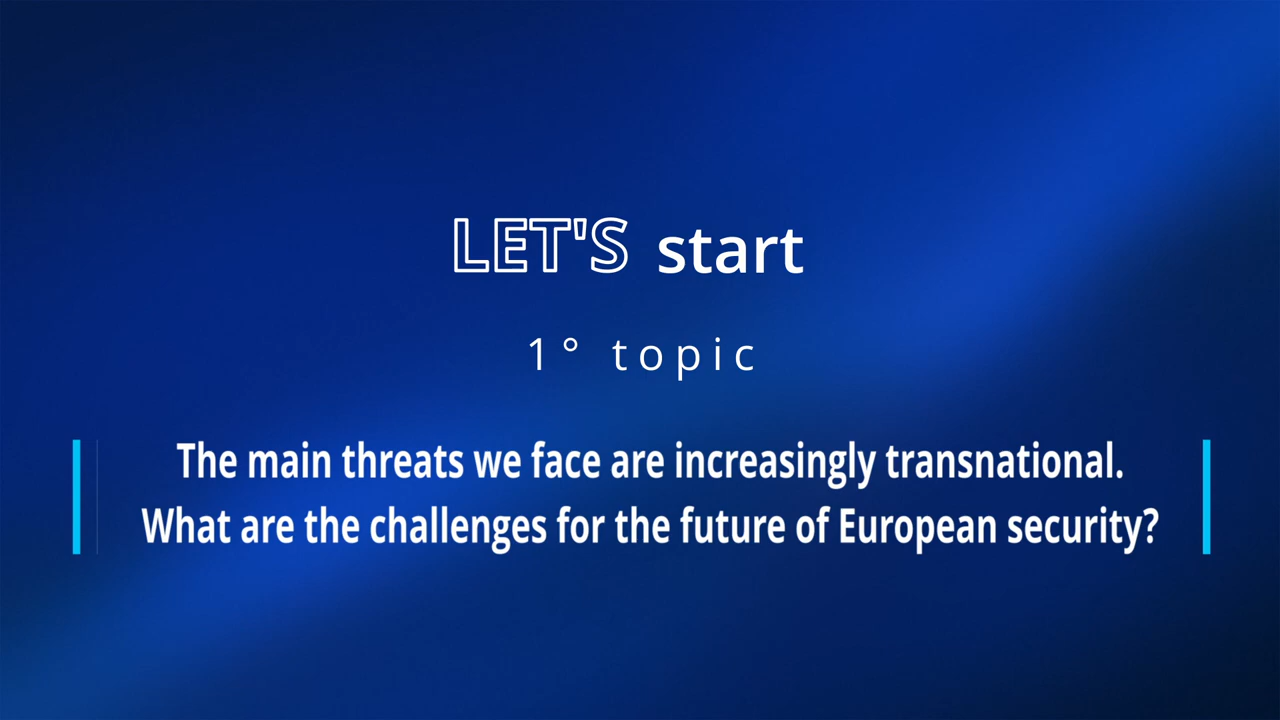 LET'S start
1° topic
The main threats we face are increasingly transnational.
What are the challenges for the future of European security?